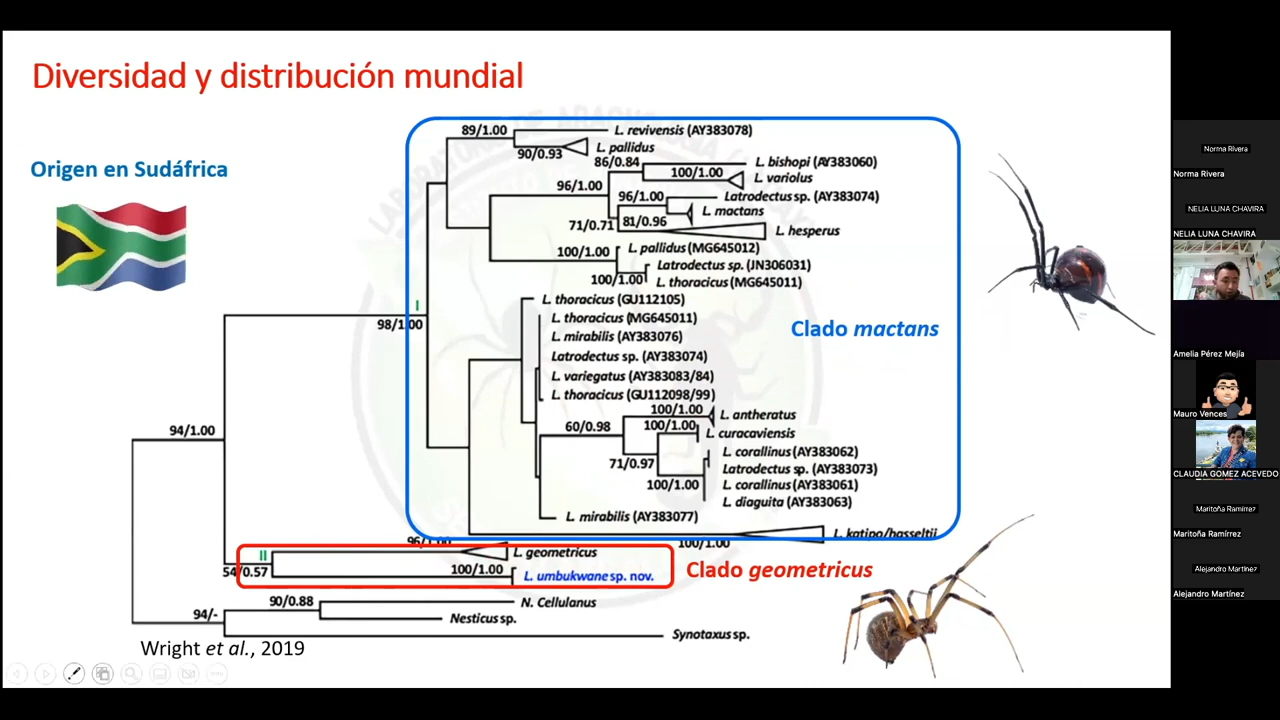 Diversidad y distribución mundial
Origen en Sudáfrica
89/1.00
L. revivensis (AY383078)
90/0.93
L. pallidus
86/0.84
L. bishopi (AY383060)
100/1.00
L. variolus
96/1.00
96/1.00
Latrodectus sp. (AY383074)
L. mactans
71/0.71
81/0.96
L. hesperus
100/1.00
L. pallidus (MG645012)
Latrodectus sp. (JN306031)
100/1.00
L. thoracicus (MG645011)
I
98/1.00
L. thoracicus (GU112105)
L. thoracicus (MG645011)
L. mirabilis (AY383076)
Latrodectus sp. (AY383074)
L. variegatus (AY383083/84)
L. thoracicus (GU112098/99)
Clado mactans
100/1.00
L. antheratus
60/0.98
100/1.00
L. curacaviensis
L. corallinus (AY383062)
71/0.97
Latrodectus sp. (AY383073)
100/1.00
L. corallinus (AY383061)
L. diaguita (AY383063)
94/1.00
L. mirabilis (AY383077)
L. katipo/hasseltii
100/1.00
96/1.00
II
L. geometricus
54/0.57
100/1.00
L. umbukwane sp. nov.
Clado geometricus
90/0.88
N. Cellulanus
94/-
Nesticus sp.
Synotaxus sp.
Wright et al., 2019
Norma Rivera
Norma Rivera
NELIA LUNA CHAVIRA
NELIA LUNA CHAVIRA
Amelia Pérez Mejía
Mauro Vences
CLAUDIA GOMEZ ACEVEDO
Maritoña Ramírrez
Maritoña Ramírrez
Alejandro Martínez
Alejandro Martínez